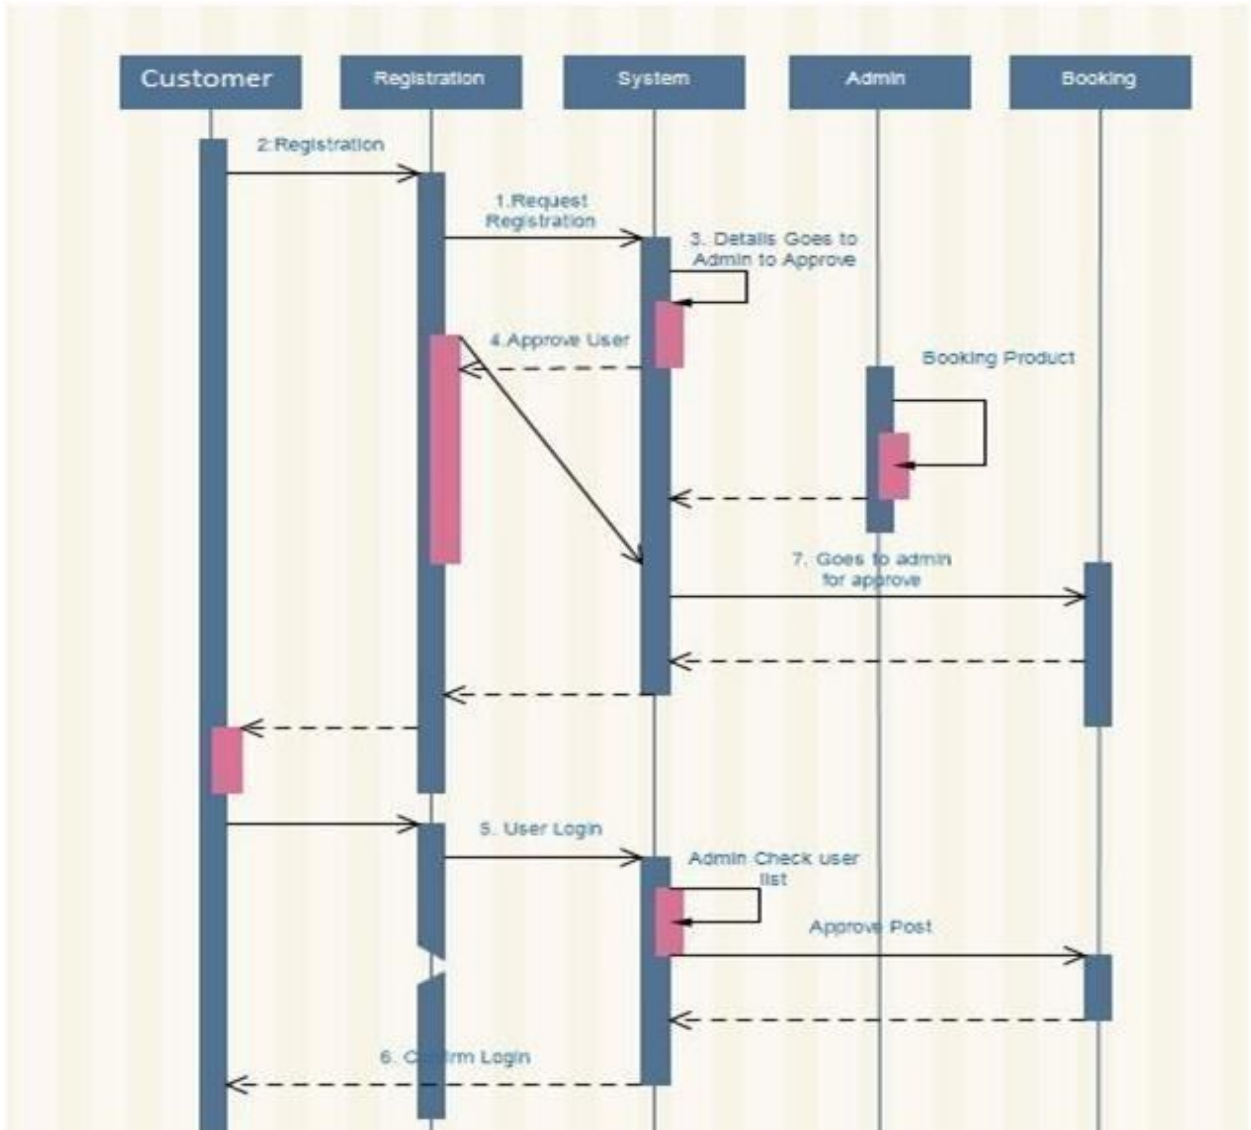 Customer
Registration
System
Admin
Booking
2:Registration
1.Request
Registration
3. Details Goes to
Admin to Approve
4.Approve User
Booking Product
7. Goes to admin
for approve
5. User Login
Admin Check user
list
Approve Post
6. Confirm Login